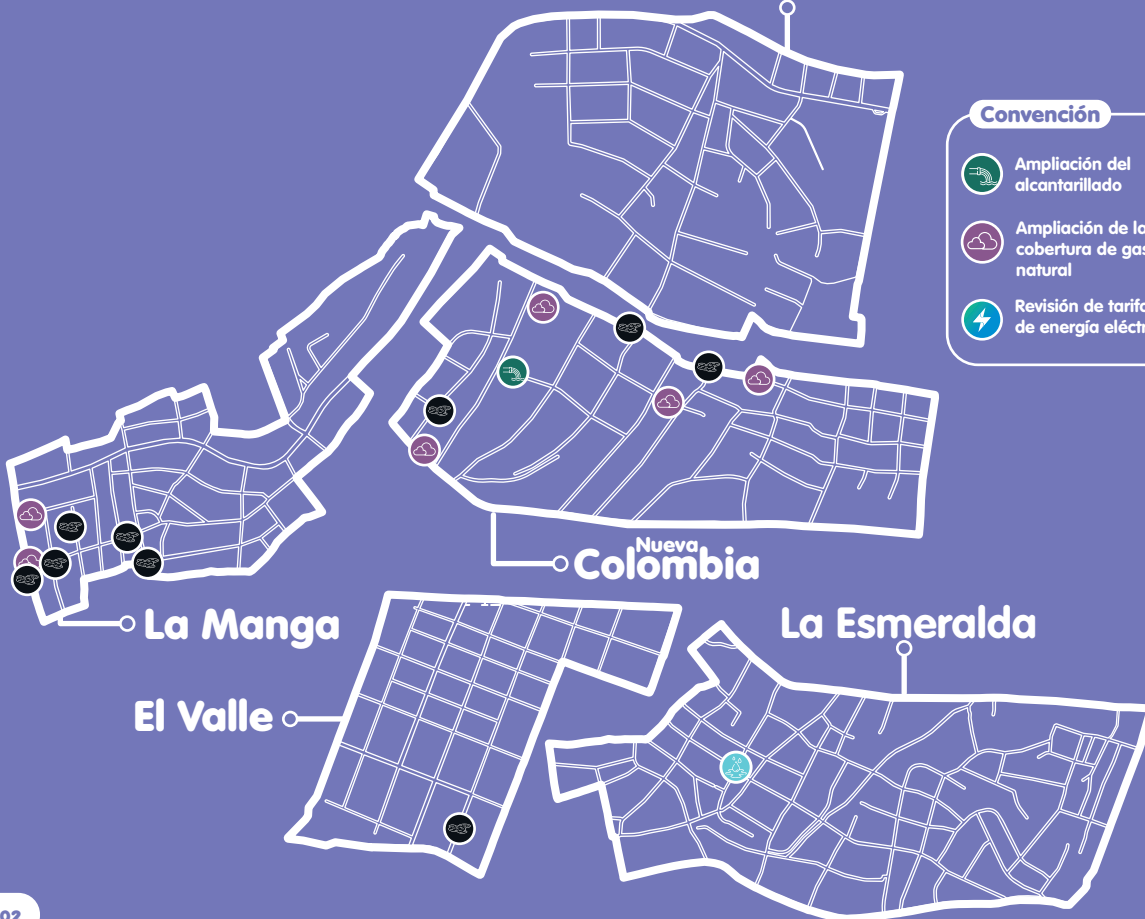 Convención
Ampliación del
alcantarillado
Ampliación de la
cobertura de gas
natural
Revisión de tarifa
de energía eléctr
Nueva
Colombia
La Manga
La Esmeralda
El Valle
02